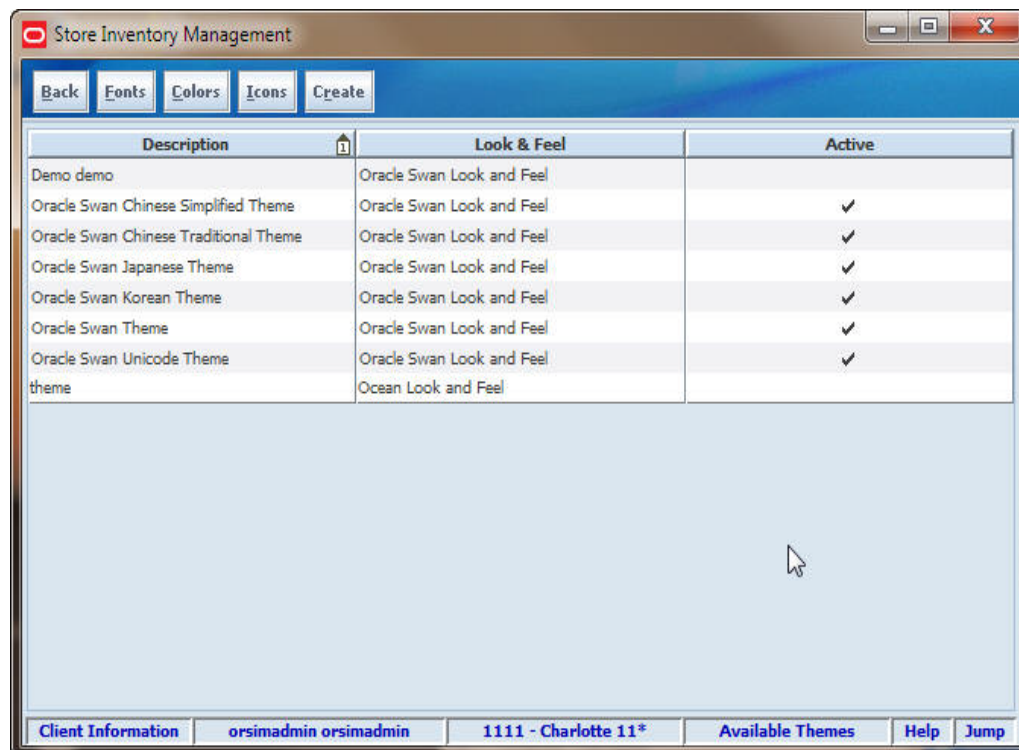 Store Inventory Management
Back Fonts Colors Icons Create
Description 1 Look & Feel Active
Demo demo Oracle Swan Look and Feel
Oracle Swan Chinese Simplified Theme Oracle Swan Look and Feel
Oracle Swan Chinese Traditional Theme Oracle Swan Look and Feel
Oracle Swan Japanese Theme Oracle Swan Look and Feel
Oracle Swan Korean Theme Oracle Swan Look and Feel
Oracle Swan Theme Oracle Swan Look and Feel
Oracle Swan Unicode Theme Oracle Swan Look and Feel
theme Ocean Look and Feel
Client Information orsimadmin orsimadmin 1111 - Charlotte 11* Available Themes Help Jump